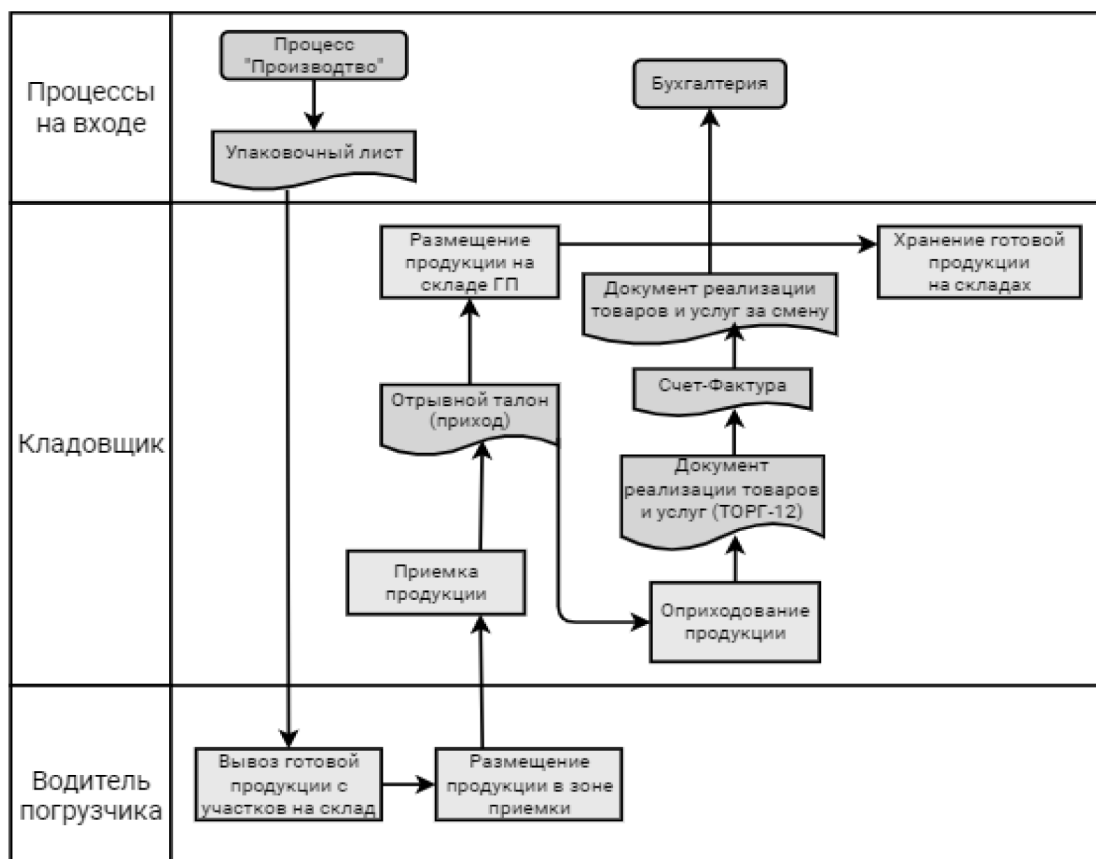 Процессы
на входе
Процесс
"Производтво"
Упаковочный лист
Бухгалтерия
Кладовщик
Размещение
продукции на
складе ГП
Хранение готовой
продукции
на складах
Документ реализации
товаров и услуг за смену
Отрывной талон
(приход)
Счет-Фактура
Документ
реализации товаров
и услуг (ТОРГ-12)
Приемка
продукции
Оприходование
продукции
Водитель
погрузчика
Вывоз готовой
продукции с
участков на склад
Размещение
продукции в зоне
приемки